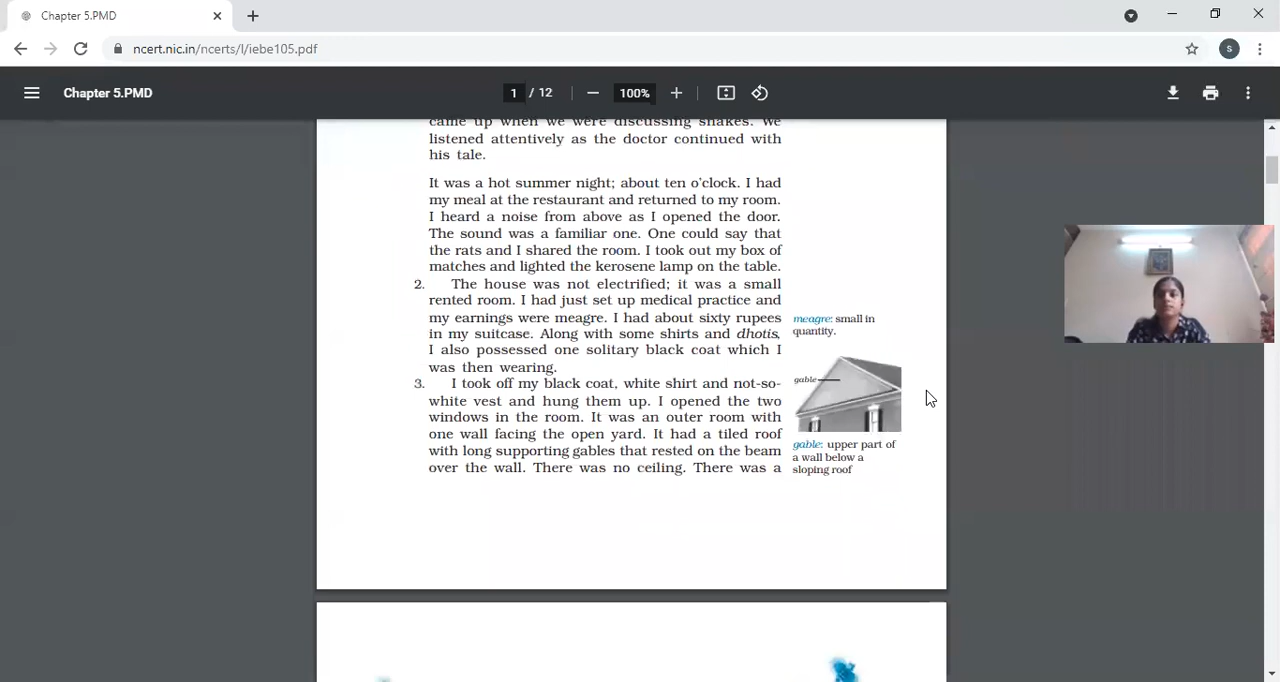 Chapter 5.PMD
ncert.nic.in/ncerts/l/iebe105.pdf
S
Chapter 5.PMD
1 / 12
100%
came up when we were discussing snakes. We
listened attentively as the doctor continued with
his tale.
It was a hot summer night; about ten o'clock. I had
my meal at the restaurant and returned to my room.
I heard a noise from above as I opened the door.
The sound was a familiar one. One could say that
the rats and I shared the room. I took out my box of
matches and lighted the kerosene lamp on the table.
2. The house was not electrified; it was a small
rented room. I had just set up medical practice and
my earnings were meagre. I had about sixty rupees
in my suitcase. Along with some shirts and dhotis,
I also possessed one solitary black coat which I
was then wearing.
3. I took off my black coat, white shirt and not-so-
white vest and hung them up. I opened the two
windows in the room. It was an outer room with
one wall facing the open yard. It had a tiled roof
with long supporting gables that rested on the beam
over the wall. There was no ceiling. There was a
meagre: small in
quantity.
gable
gable: upper part of
a wall below a
sloping roof